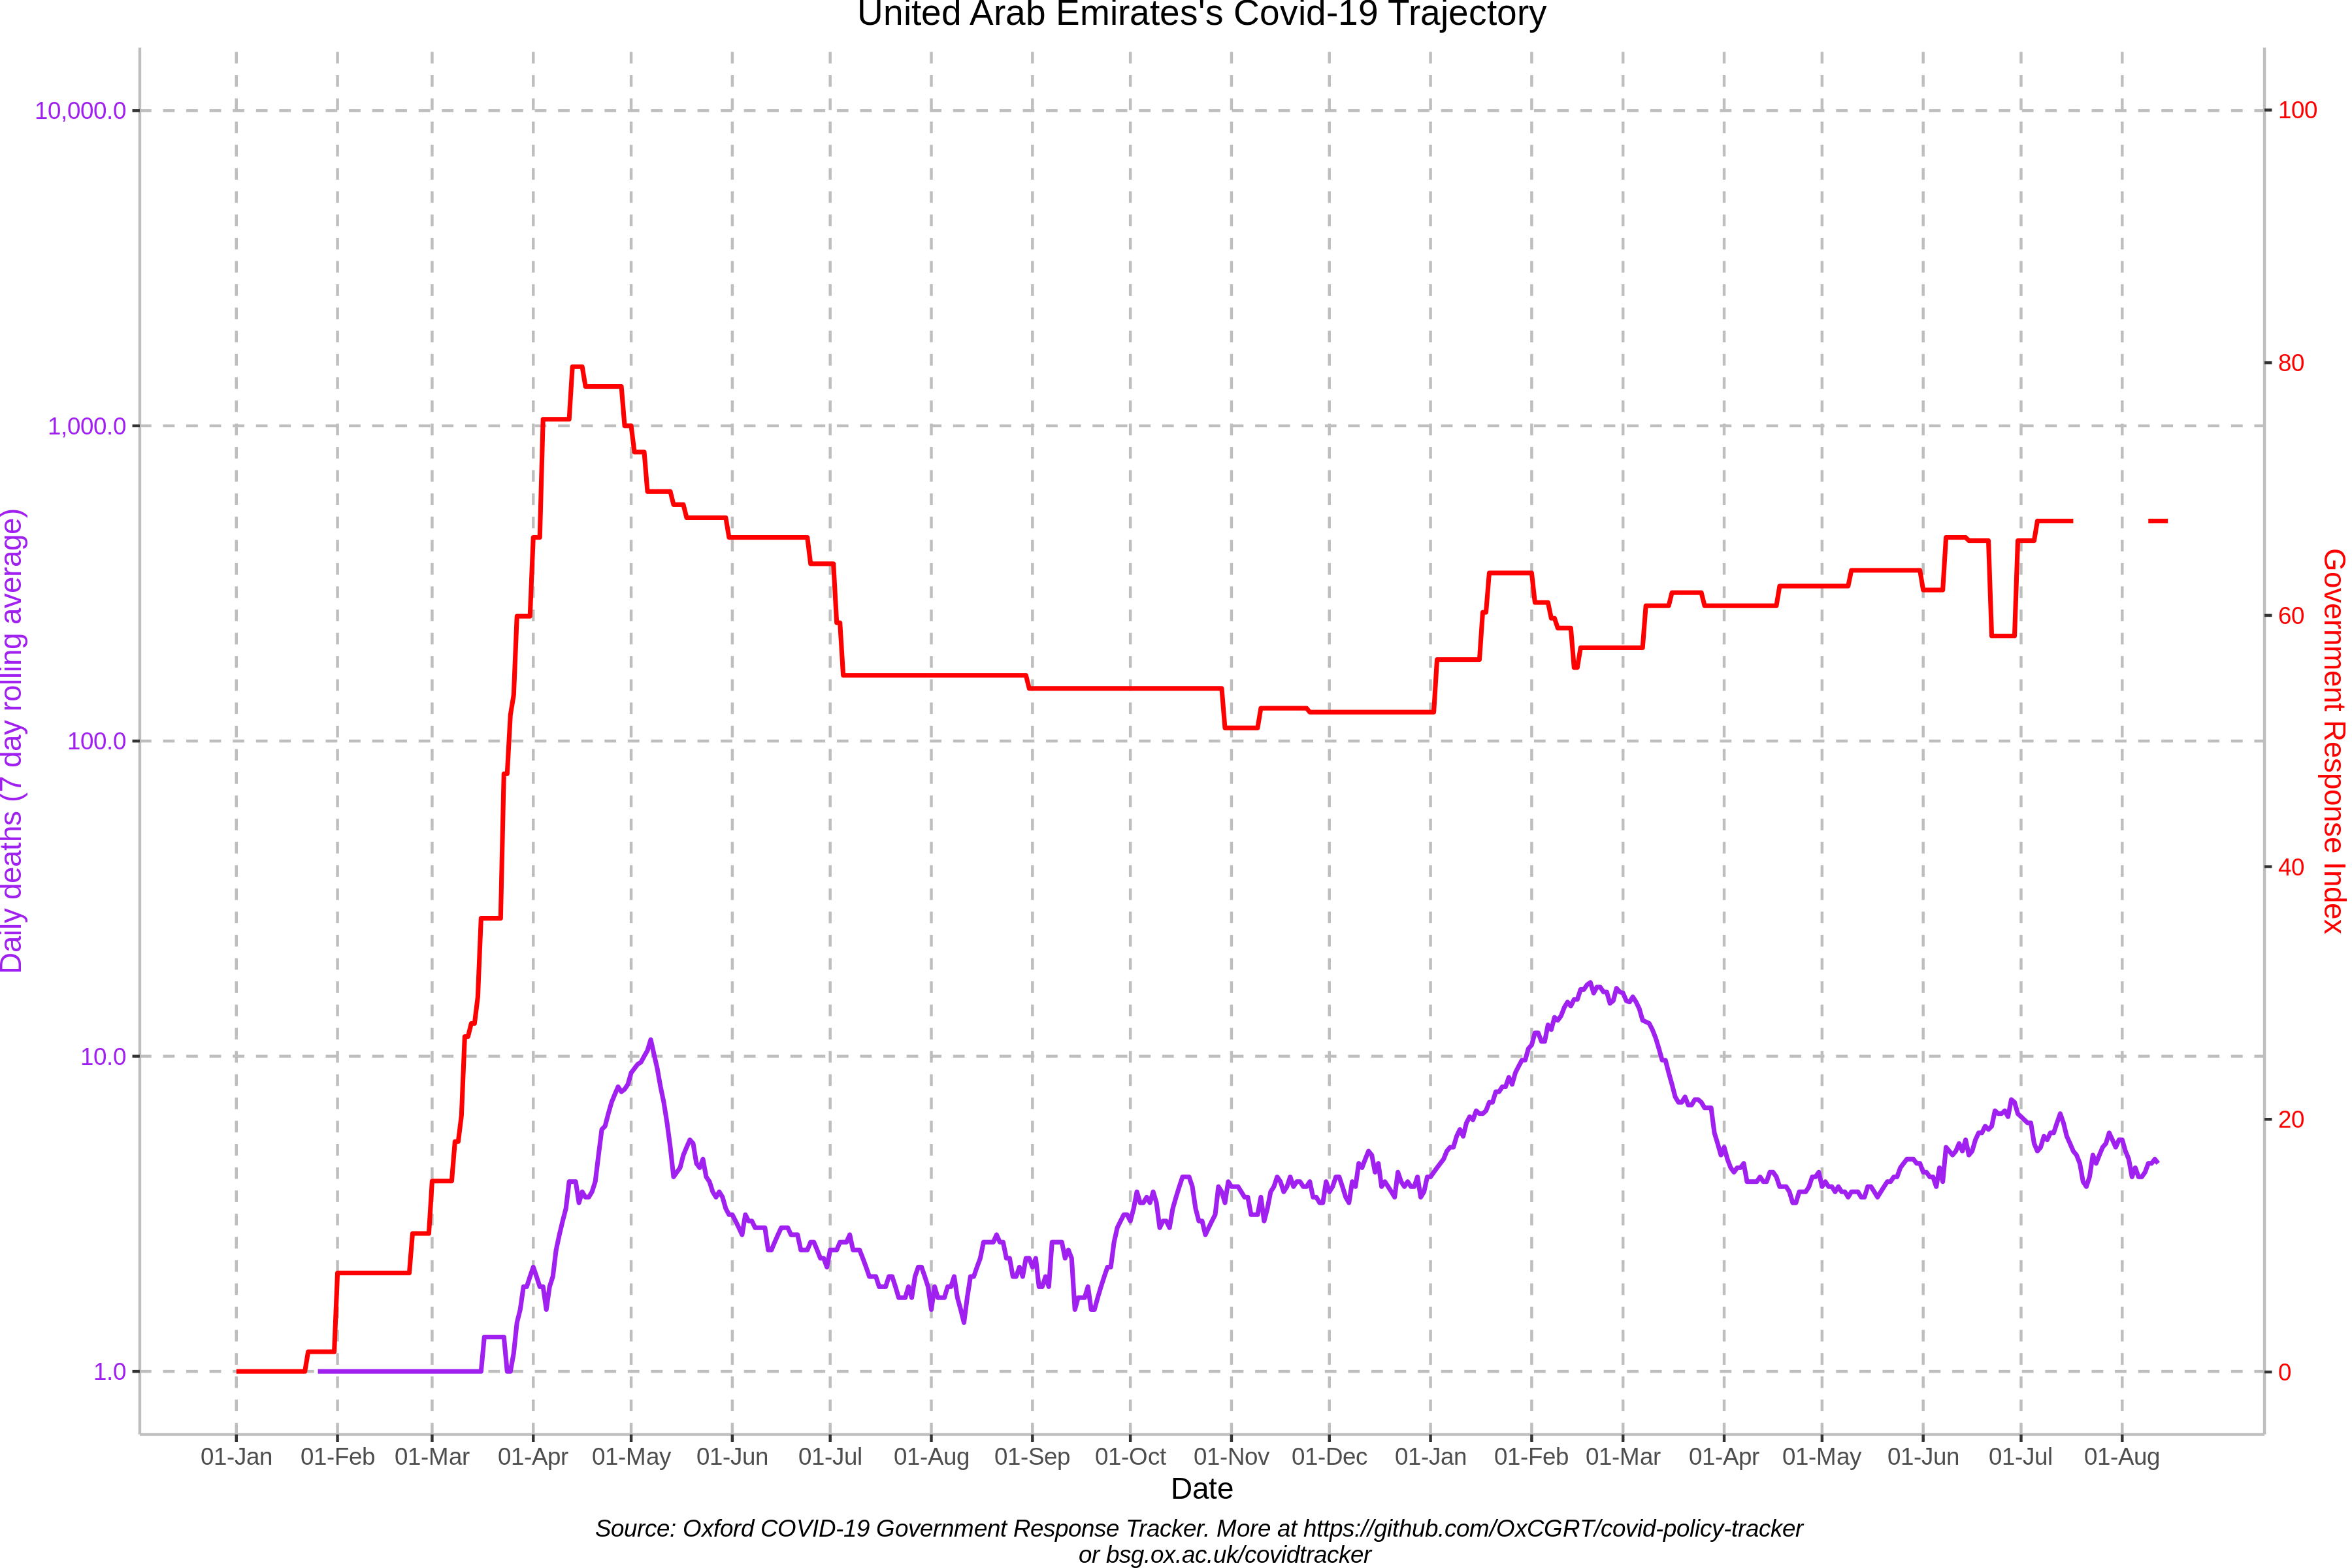 United Arab Emirates's Covid-19 Trajectory
10,000.0
1,000.0
100.0
10.0
1.0
Daily deaths (7 day rolling average)
100
80
60
40
20
0
Government Response Index
01-Jan 01-Feb 01-Mar 01-Apr 01-May 01-Jun 01-Jul 01-Aug 01-Sep 01-Oct 01-Nov 01-Dec 01-Jan 01-Feb 01-Mar 01-Apr 01-May 01-Jun 01-Jul 01-Aug
Date
Source: Oxford COVID-19 Government Response Tracker. More at https://github.com/OxCGRT/covid-policy-tracker
or bsg.ox.ac.uk/covidtracker